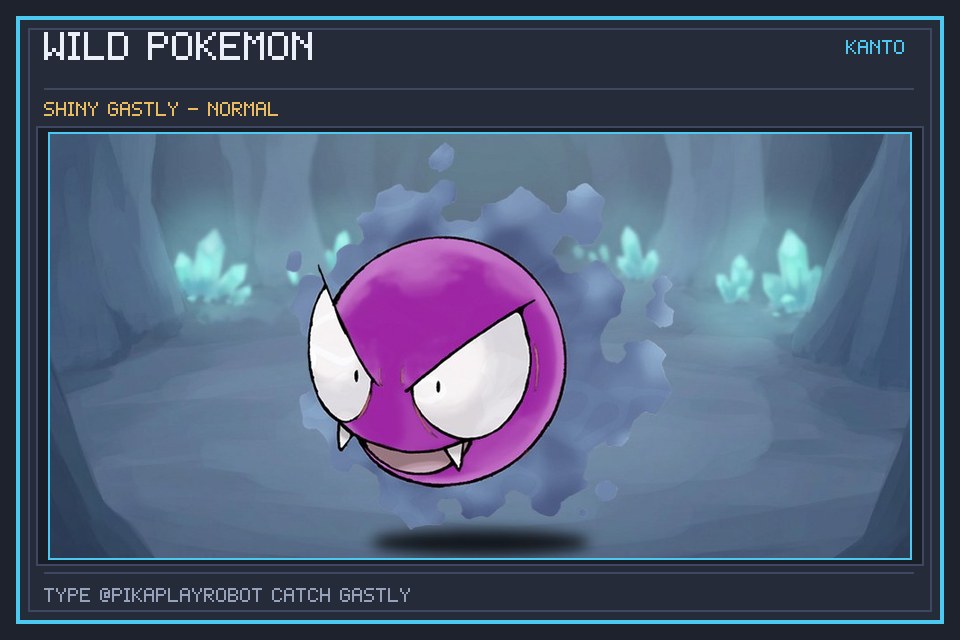 WILD POKEMON
KANTO
SHINY GASTLY - NORMAL
TYPE @PIKAPLAYROBOT CATCH GASTLY